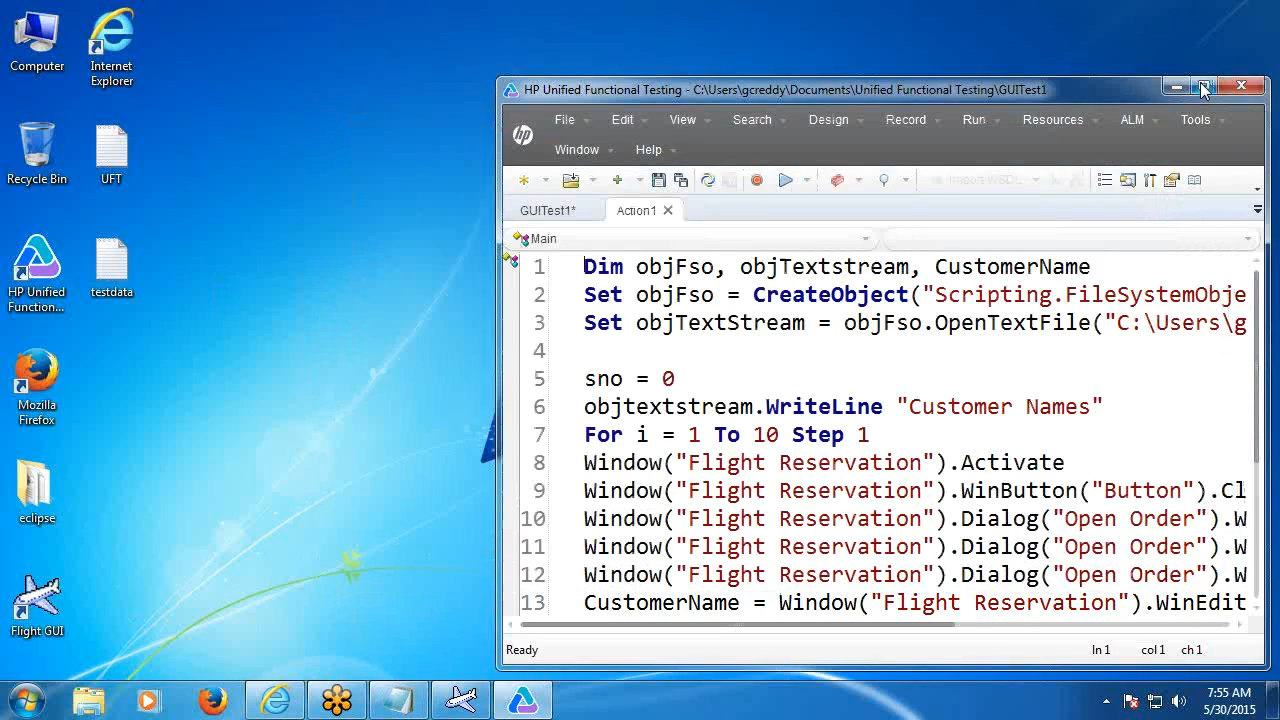 Computer
Internet
Explorer
Recycle Bin
UFT
HP Unified
Function...
testdata
Mozilla
Firefox
eclipse
Flight GUI
HP Unified Functional Testing - C:\Users\gcreddy\Documents\Unified Functional Testing\GUITest1
hp
File Edit View Search Design Record Run Resources ALM Tools
Window Help
Import WSDL
GUITest1* Action1
Main
1 Dim objFso, objTextstream, CustomerName
2 Set objFso = CreateObject("Scripting.FileSystemObje
3 Set objTextStream = objFso.OpenTextFile("C:\Users\g
4
5 sno = 0
6 objtextstream.WriteLine "Customer Names"
7 For i = 1 To 10 Step 1
8 Window("Flight Reservation").Activate
9 Window("Flight Reservation").WinButton("Button").Cl
10 Window("Flight Reservation").Dialog("Open Order").W
11 Window("Flight Reservation").Dialog("Open Order").W
12 Window("Flight Reservation").Dialog("Open Order").W
13 CustomerName = Window("Flight Reservation").WinEdit
Ready ln 1 col 1 ch 1
7:55 AM
5/30/2015